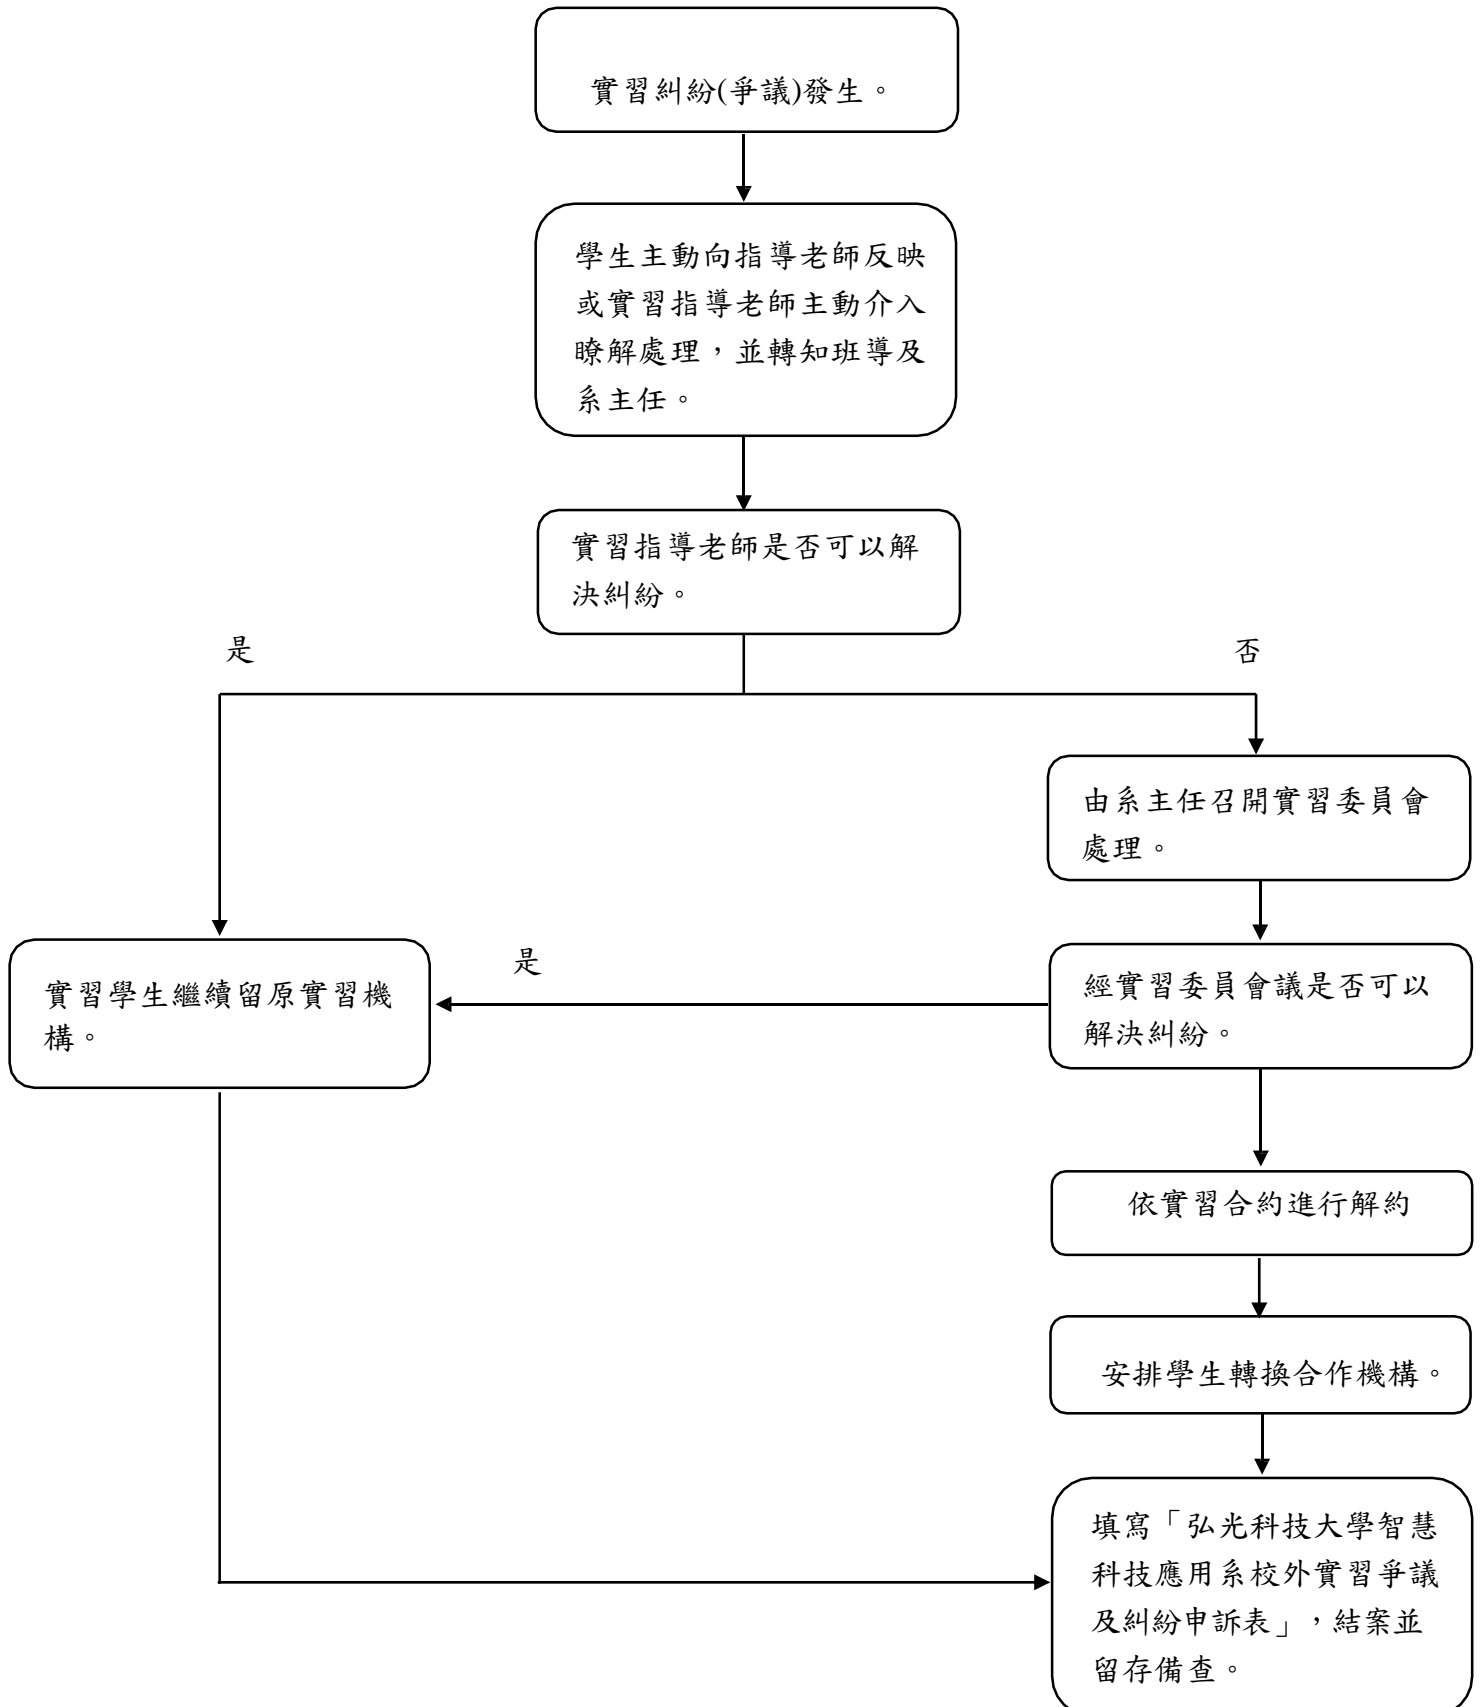 實習糾紛(爭議)發生。
學生主動向指導老師反映
或實習指導老師主動介入
瞭解處理，並轉知班導及
系主任。
實習指導老師是否可以解
決糾紛。
是
否
由系主任召開實習委員會
處理。
實習學生繼續留原實習機
構。
是
經實習委員會議是否可以
解決糾紛。
依實習合約進行解約
安排學生轉換合作機構。
填寫「弘光科技大學智慧
科技應用系校外實習爭議
及糾紛申訴表」，結案並
留存備查。